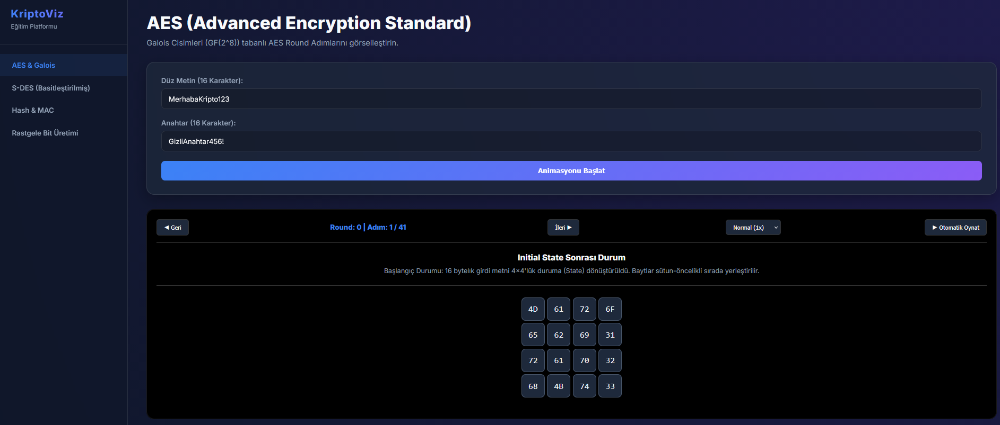 KriptoViz
Eğitim Platformu
AES & Galois
S-DES (Basitleştirilmiş)
Hash & MAC
Rastgele Bit Üretimi
AES (Advanced Encryption Standard)
Galois Cisimleri (GF(2^8)) tabanlı AES Round Adımlarını görselleştirin.
Düz Metin (16 Karakter):
MerhabaKripto123
Anahtar (16 Karakter):
GizliAnahtar456!
Animasyonu Başlat
◀ Geri
Round: 0 | Adım: 1 / 41
İleri ▶
Normal (1x)
▶ Otomatik Oynat
Initial State Sonrası Durum
Başlangıç Durumu: 16 bytelık girdi metni 4×4'lük duruma (State) dönüştürüldü. Baytlar sütun-öncelikli sırada yerleştirilir.
4D 61 72 6F
65 62 69 31
72 61 70 32
68 4B 74 33